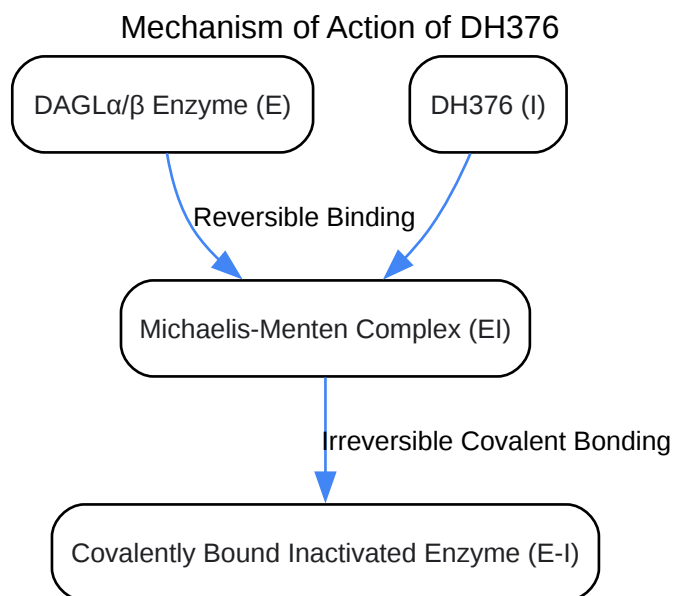 Mechanism of Action of DH376
DAGLα/β Enzyme (E)
DH376 (I)
Reversible Binding
Michaelis-Menten Complex (EI)
Irreversible Covalent Bonding
Covalently Bound Inactivated Enzyme (E-I)